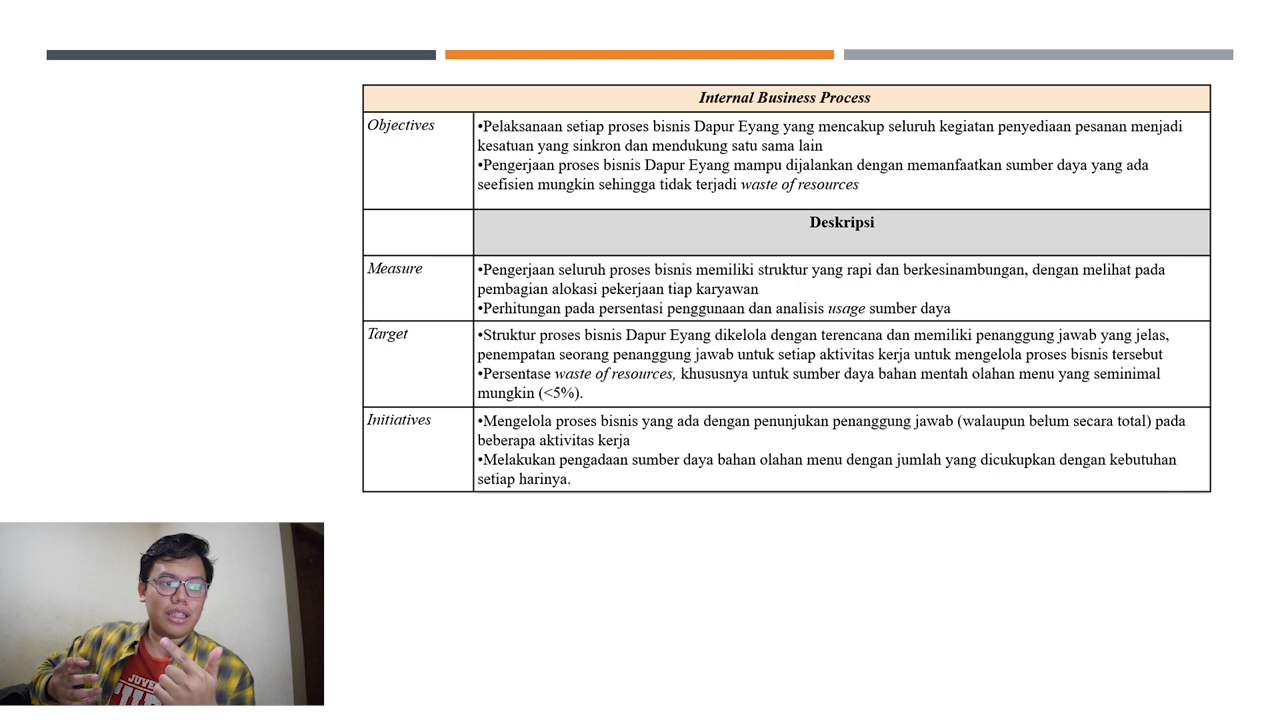 Internal Business Process
Objectives
•Pelaksanaan setiap proses bisnis Dapur Eyang yang mencakup seluruh kegiatan penyediaan pesanan menjadi
kesatuan yang sinkron dan mendukung satu sama lain
•Pengerjaan proses bisnis Dapur Eyang mampu dijalankan dengan memanfaatkan sumber daya yang ada
seefisien mungkin sehingga tidak terjadi waste of resources
Deskripsi
Measure
•Pengerjaan seluruh proses bisnis memiliki struktur yang rapi dan berkesinambungan, dengan melihat pada
pembagian alokasi pekerjaan tiap karyawan
•Perhitungan pada persentasi penggunaan dan analisis usage sumber daya
Target
•Struktur proses bisnis Dapur Eyang dikelola dengan terencana dan memiliki penanggung jawab yang jelas,
penempatan seorang penanggung jawab untuk setiap aktivitas kerja untuk mengelola proses bisnis tersebut
•Persentase waste of resources, khususnya untuk sumber daya bahan mentah olahan menu yang seminimal
mungkin (<5%).
Initiatives
•Mengelola proses bisnis yang ada dengan penunjukan penanggung jawab (walaupun belum secara total) pada
beberapa aktivitas kerja
•Melakukan pengadaan sumber daya bahan olahan menu dengan jumlah yang dicukupkan dengan kebutuhan
setiap harinya.